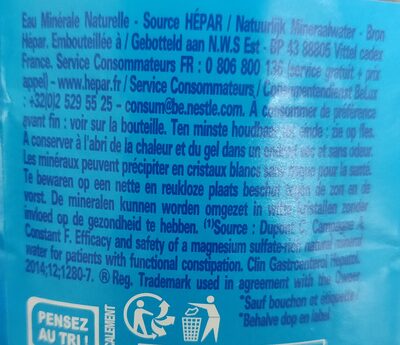 Eau Minérale Naturelle - Source HÉPAR / Natuurlijk Mineraalwater - Bron
Hépar. Embouteillée à / Gebotteld aan N.W.S Est - BP 43 88805 Vittel cedex
France. Service Consommateurs FR : 0 806 800 136 (service gratuit + prix
appel) - www.hepar.fr / Service Consommateurs / Consumentendienst BeLux
: +32(0)2 529 55 25 - consum@be.nestle.com. À consommer de préférence
avant fin : voir sur la bouteille. Ten minste houdbaar tot einde : zie op fles.
A conserver à l'abri de la chaleur et du gel dans un endroit sec et sans odeur.
Les minéraux peuvent précipiter en cristaux blancs sans risque pour la santé.
Te bewaren op een nette en reukloze plaats beschut tegen de zon en de
vorst. De mineralen kunnen worden omgezet in witte kristallen zonder
invloed op de gezondheid te hebben. (1)Source : Dupont C, Campagne A,
Constant F. Efficacy and safety of a magnesium sulfate-rich natural mineral
water for patients with functional constipation. Clin Gastroenterol Hepatol.
2014;12;1280-7. ® Reg. Trademark used in agreement with the Owner
*Sauf bouchon et étiquette
*Behalve dop en label
PENSEZ
AU TRI !